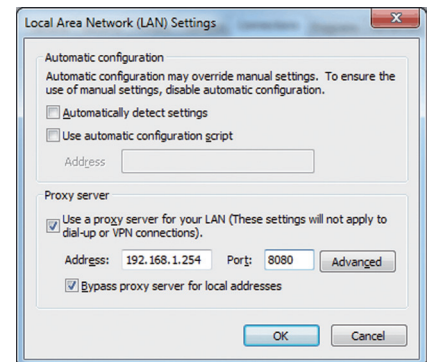 Local Area Network (LAN) Settings
Automatic configuration
Automatic configuration may override manual settings. To ensure the
use of manual settings, disable automatic configuration.
Automatically detect settings
Use automatic configuration script
Address
Proxy server
Use a proxy server for your LAN (These settings will not apply to
dial-up or VPN connections).
Address: 192.168.1.254 Port: 8080 Advanced
Bypass proxy server for local addresses
OK Cancel